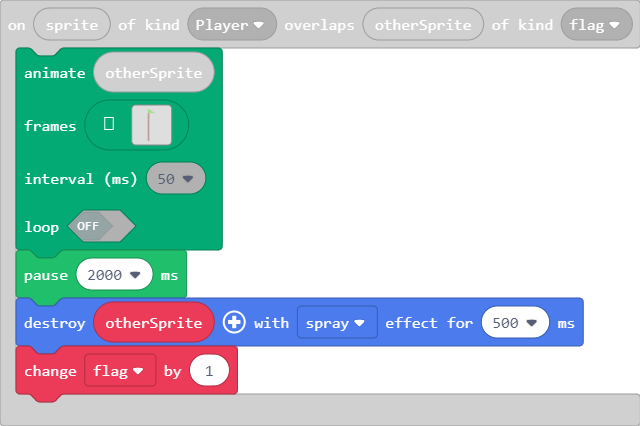 on sprite of kind Player overlaps otherSprite of kind flag
animate otherSprite
frames
interval (ms) 50
loop OFF
pause 2000 ms
destroy otherSprite with spray effect for 500 ms
change flag by 1